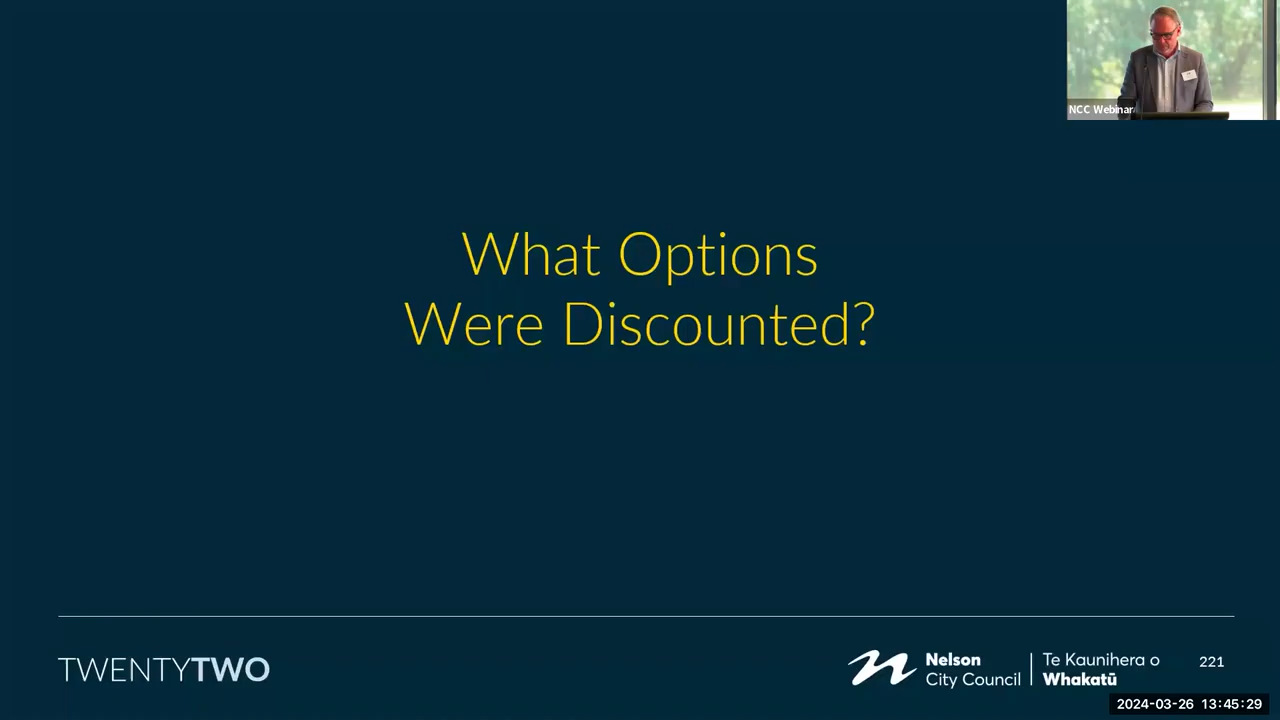 NCC Webinar
What Options
Were Discounted?
TWENTYTWO
Nelson
City Council
Te Kaunihera o
Whakatū
221
2024-03-26 13:45:29